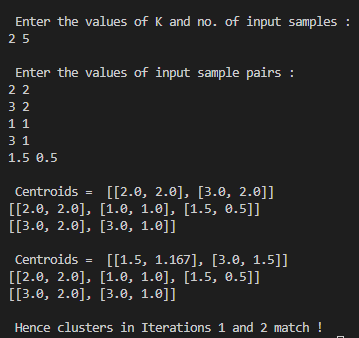 Enter the values of K and no. of input samples :
2 5
Enter the values of input sample pairs :
2 2
3 2
1 1
3 1
1.5 0.5
Centroids =  [[2.0, 2.0], [3.0, 2.0]]
[[2.0, 2.0], [1.0, 1.0], [1.5, 0.5]]
[[3.0, 2.0], [3.0, 1.0]]
Centroids =  [[1.5, 1.167], [3.0, 1.5]]
[[2.0, 2.0], [1.0, 1.0], [1.5, 0.5]]
[[3.0, 2.0], [3.0, 1.0]]
Hence clusters in Iterations 1 and 2 match !